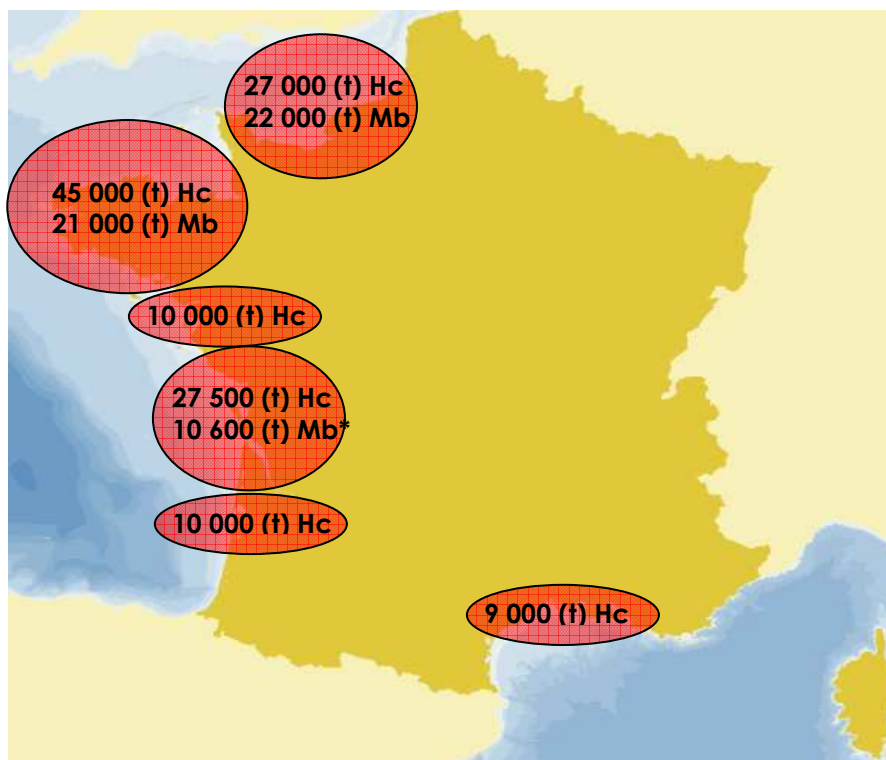 27 000 (t) Hc
22 000 (t) Mb
45 000 (t) Hc
21 000 (t) Mb
10 000 (t) Hc
27 500 (t) Hc
10 600 (t) Mb*
10 000 (t) Hc
9 000 (t) Hc